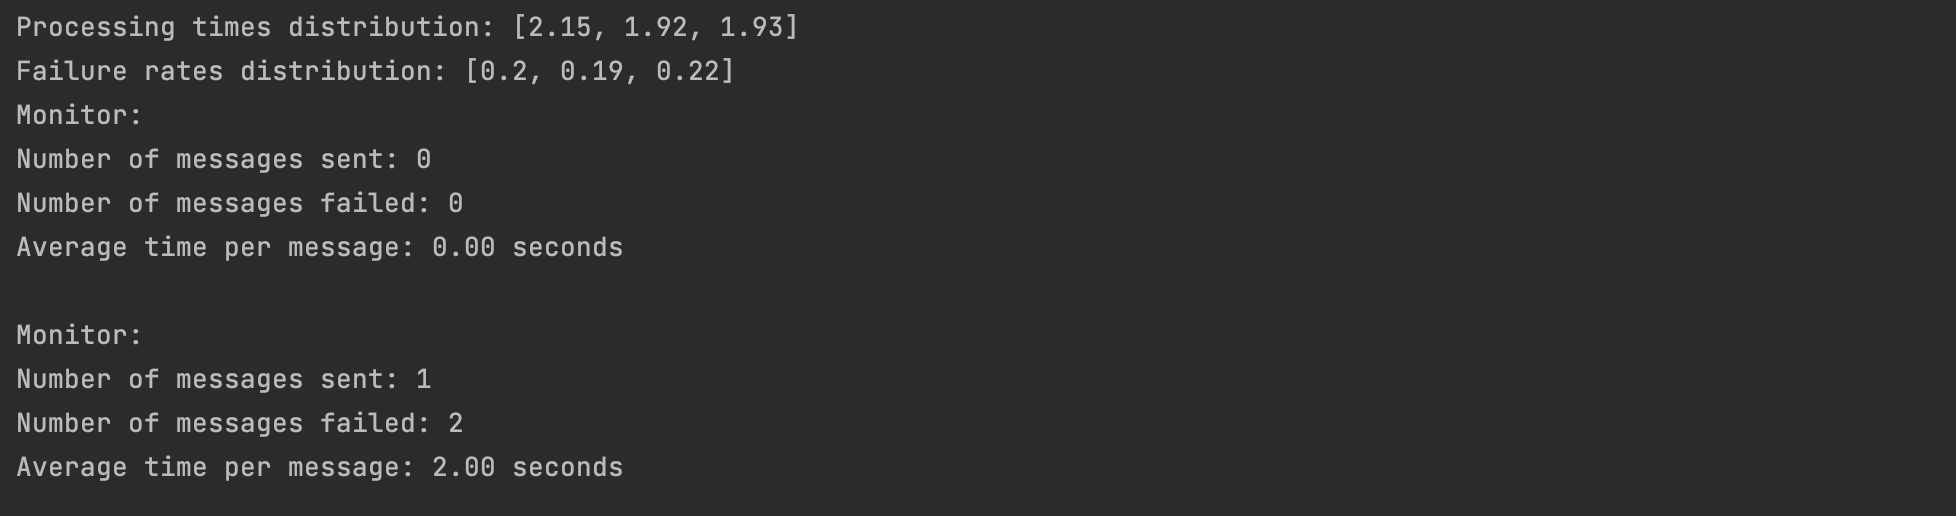 Processing times distribution: [2.15, 1.92, 1.93]
Failure rates distribution: [0.2, 0.19, 0.22]
Monitor:
Number of messages sent: 0
Number of messages failed: 0
Average time per message: 0.00 seconds
Monitor:
Number of messages sent: 1
Number of messages failed: 2
Average time per message: 2.00 seconds